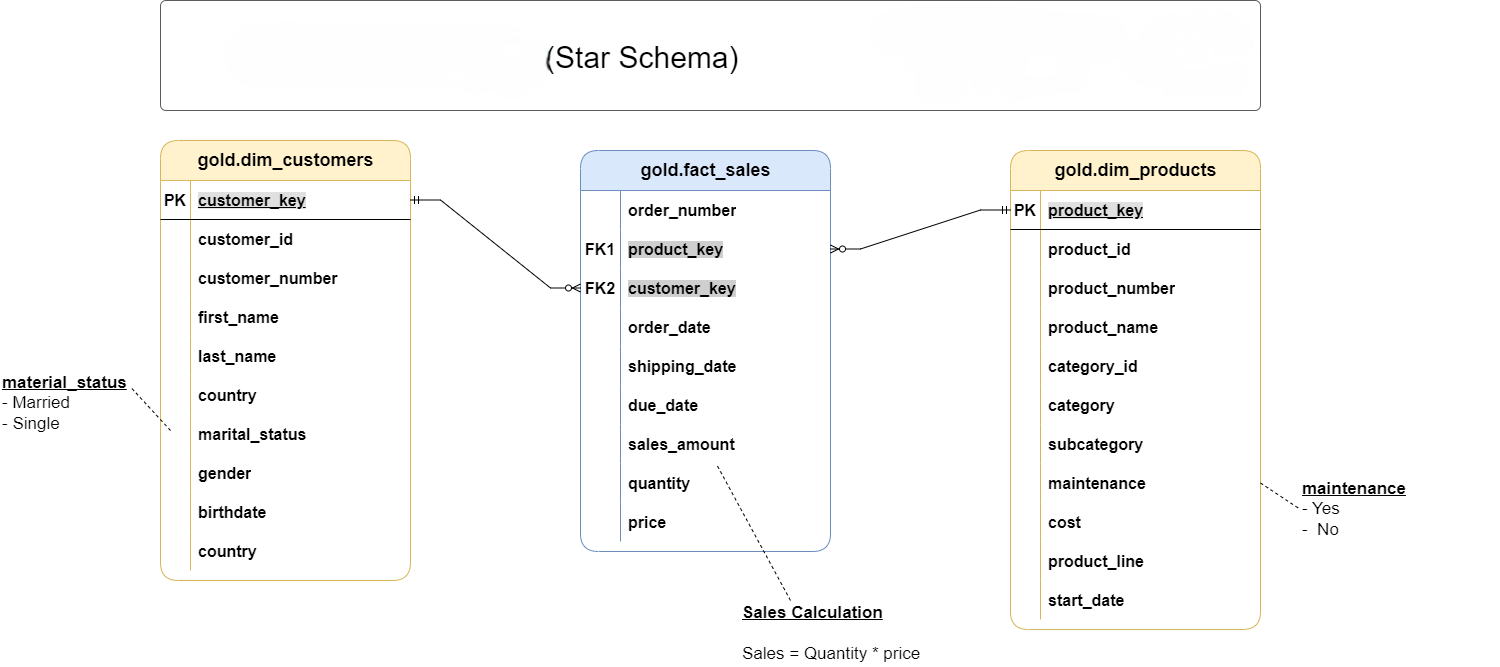 (Star Schema)
gold.dim_customers
PK customer_key
customer_id
customer_number
first_name
last_name
country
marital_status
gender
birthdate
country
material_status
- Married
- Single
gold.fact_sales
order_number
FK1 product_key
FK2 customer_key
order_date
shipping_date
due_date
sales_amount
quantity
price
Sales Calculation
Sales = Quantity * price
gold.dim_products
PK product_key
product_id
product_number
product_name
category_id
category
subcategory
maintenance
cost
product_line
start_date
maintenance
- Yes
- No